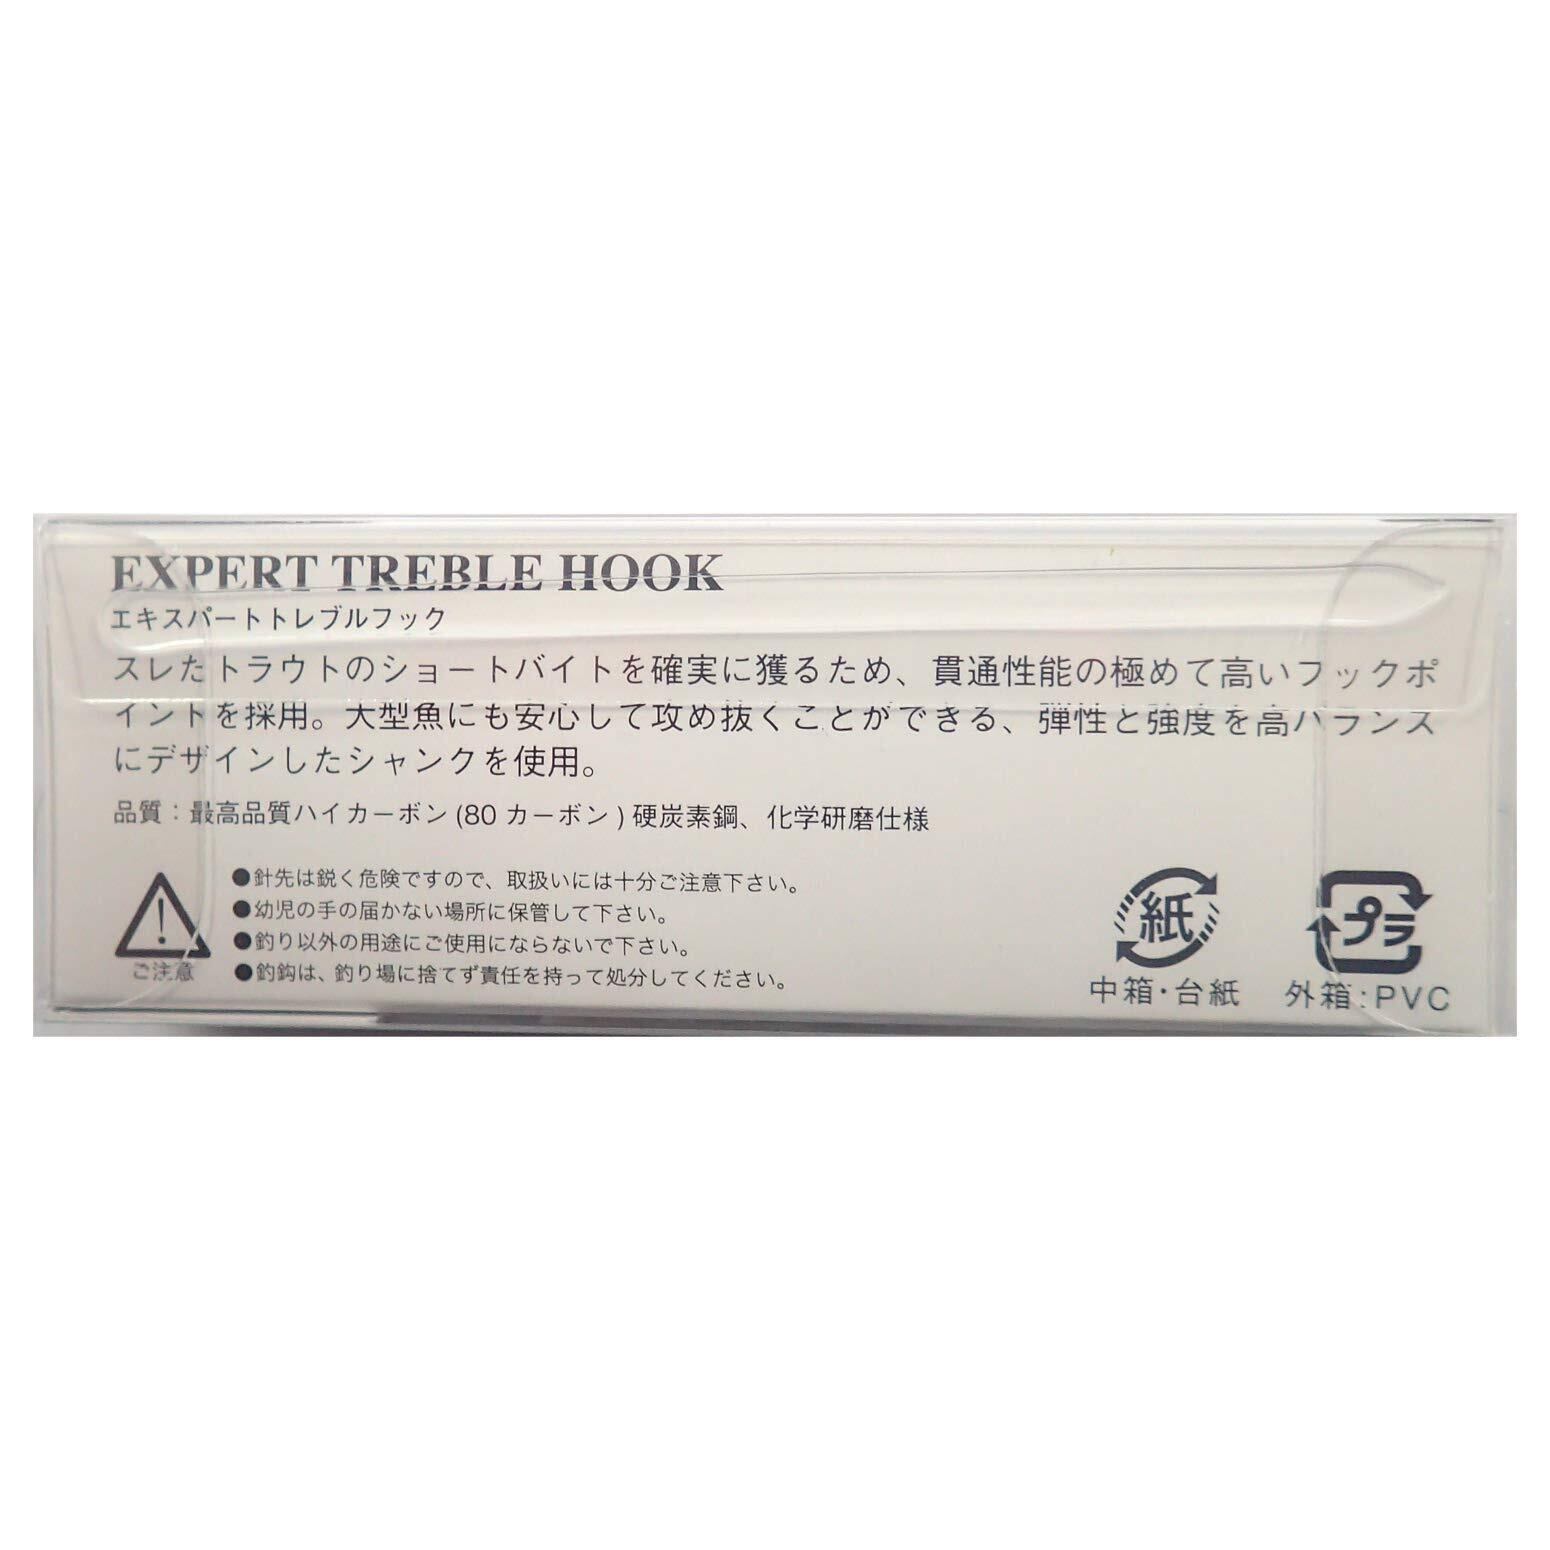 EXPERT TREBLE HOOK
エキスパートトレブルフック
スレたトラウトのショートバイトを確実に獲るため、貫通性能の極めて高いフックポ
イントを採用。大型魚にも安心して攻め抜くことができる、弾性と強度を高バランス
にデザインしたシャンクを使用。
品質：最高品質ハイカーボン(80 カーボン)硬炭素鋼、化学研磨仕様
●針先は鋭く危険ですので、取扱いには十分ご注意下さい。
●幼児の手の届かない場所に保管して下さい。
●釣り以外の用途にご使用にならないで下さい。
●釣鈎は、釣り場に捨てず責任を持って処分してください。
ご注意
紙
中箱・台紙
プラ
外箱:PVC